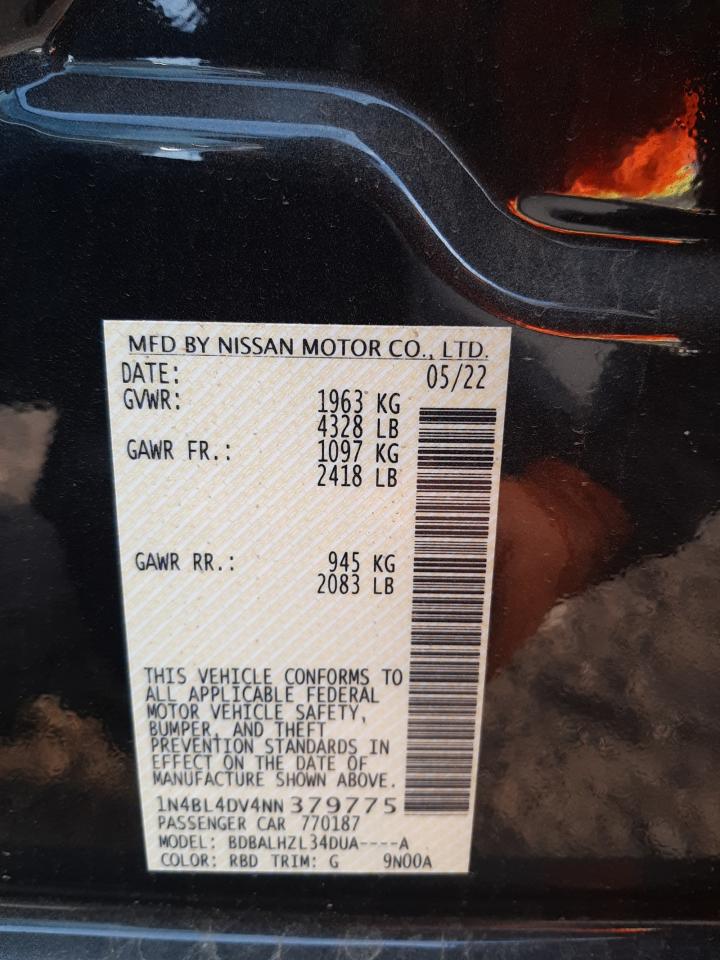 MFD BY NISSAN MOTOR CO., LTD.
DATE: 05/22
GVWR: 1963 KG
4328 LB
GAWR FR.: 1097 KG
2418 LB
GAWR RR.: 945 KG
2083 LB
THIS VEHICLE CONFORMS TO
ALL APPLICABLE FEDERAL
MOTOR VEHICLE SAFETY,
BUMPER, AND THEFT
PREVENTION STANDARDS IN
EFFECT ON THE DATE OF
MANUFACTURE SHOWN ABOVE.
1N4BL4DV4NN379775
PASSENGER CAR 770187
MODEL: BDBALHZL34DUA----A
COLOR: RBD TRIM: G 9N00A